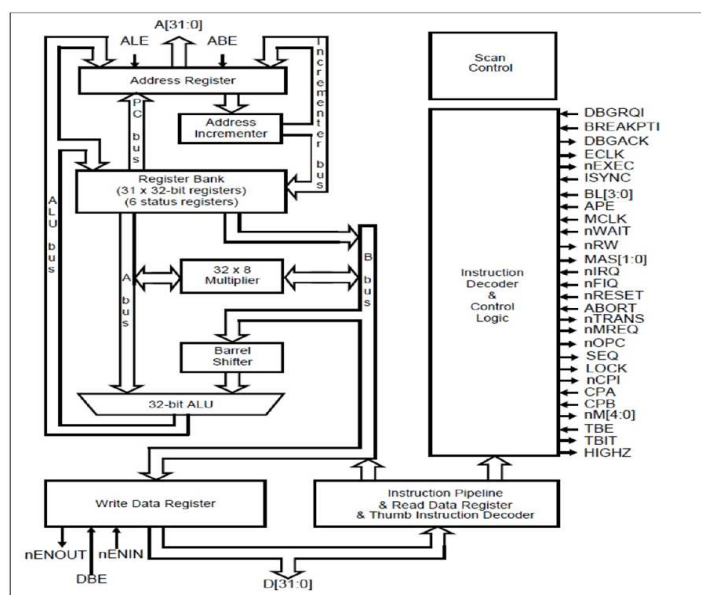 A[31:0]
ALE
ABE
Address Register
Address
Incrementer
PC bus
Incrementer bus
Register Bank
(31 x 32-bit registers)
(6 status registers)
ALU bus
A bus
B bus
32 x 8
Multiplier
Barrel
Shifter
32-bit ALU
Write Data Register
Instruction Pipeline
& Read Data Register
& Thumb Instruction Decoder
nENOUT
nENIN
DBE
D[31:0]
Scan
Control
Instruction
Decoder
&
Control
Logic
DBGRQI
BREAKPTI
DBGACK
ECLK
nEXEC
ISYNC
BL[3:0]
APE
MCLK
nWAIT
nRW
MAS[1:0]
nIRQ
nFIQ
nRESET
ABORT
nTRANS
nMREQ
nOPC
SEQ
LOCK
nCPI
CPA
CPB
nM[4:0]
TBE
TBIT
HIGHZ